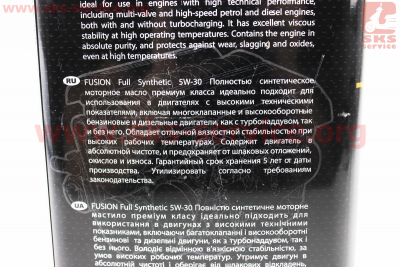 ideal for use in engines with high technical performance,
including multi-valve and high-speed petrol and diesel engines,
both with and without turbocharging. It has excellent viscous
stability at high operating temperatures. Contains the engine in
absolute purity, and protects against wear, slagging and oxides,
even at high temperatures.
SKS
service
RU
FUSION Full Synthetic 5W-30 Полностью синтетическое
моторное масло премиум класса идеально подходит для
использования в двигателях с высокими техническими
показателями, включая многоклапанные и высокооборотные
бензиновые и дизельные двигатели, как с турбонаддувом, так
и без него. Обладает отличной вязкостной стабильностью при
высоких рабочих температурах. Содержит двигатель в
абсолютной чистоте, и предохраняет от шлаковых отложений,
окислов и износа. Гарантийный срок хранения 5 лет от даты
производства. Утилизировать согласно требованиям
законодательства.
UA
FUSION Full Synthetic 5W-30 Повністю синтетичне моторне
мастило преміум класу ідеально підходить для
використання в двигунах з високими технічними
показниками, включаючи багатоклапанні і високооборотні
бензинові та дизельні двигуни, як з турбонаддувом, так і
без нього. Володіє відмінною в'язкісною стабільністю, за
умов високих робочих температур. Утримує двигун в
абсолютній чистоті і оберігає від шлакових відкладень,